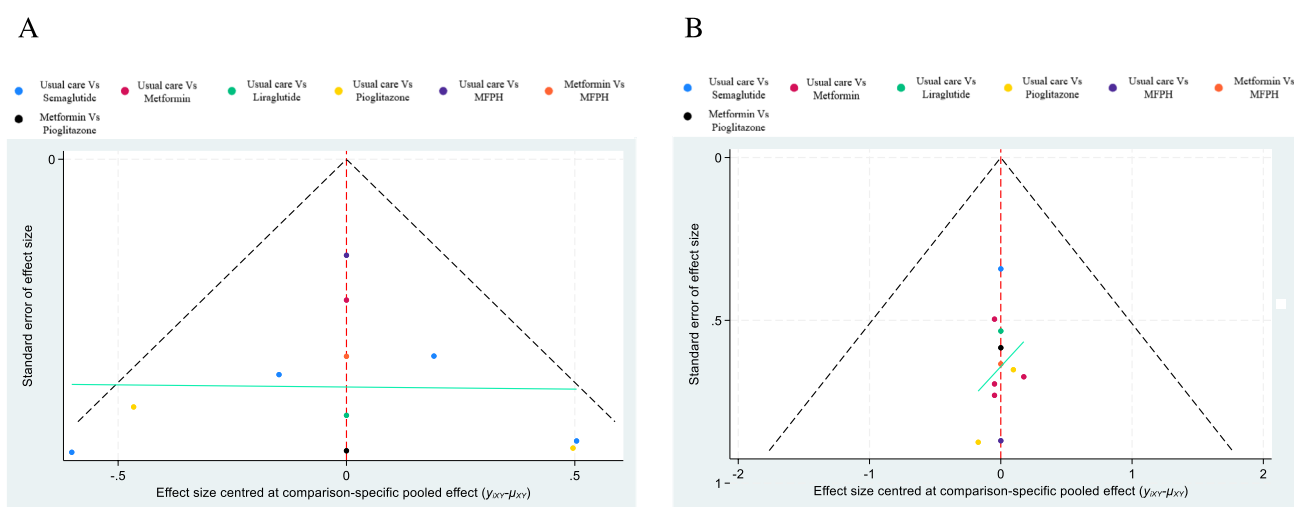 A
Usual care Vs
Semaglutide
Usual care Vs
Metformin
Usual care Vs
Liraglutide
Usual care Vs
Pioglitazone
Usual care Vs
MFPH
Metformin Vs
MFPH
Metformin Vs
Pioglitazone
0
Standard error of effect size
-.5
0
.5
Effect size centred at comparison-specific pooled effect (yiXY-μXY)
B
Usual care Vs
Semaglutide
Usual care Vs
Metformin
Usual care Vs
Liraglutide
Usual care Vs
Pioglitazone
Usual care Vs
MFPH
Metformin Vs
MFPH
Metformin Vs
Pioglitazone
0
.5
1
Standard error of effect size
-2
-1
0
1
2
Effect size centred at comparison-specific pooled effect (yiXY-μXY)